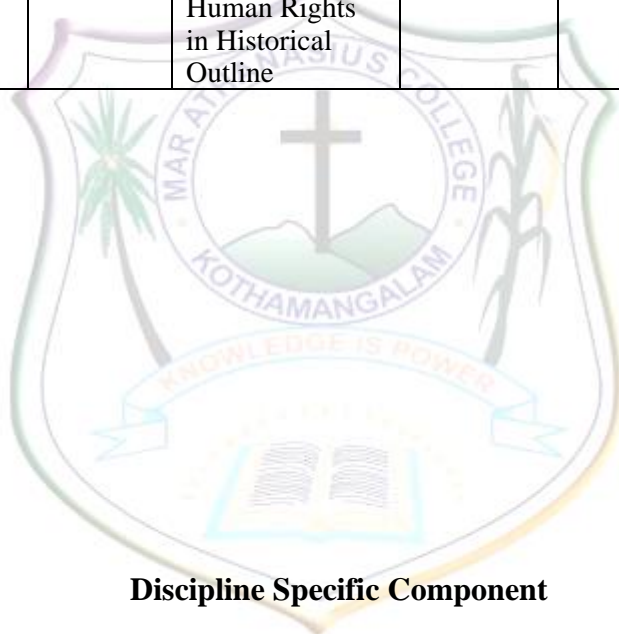 Human Rights
in Historical
Outline
MAR ATHANASIUS COLLEGE
KOTHAMANGALAM
KNOWLEDGE IS POWER
Discipline Specific Component